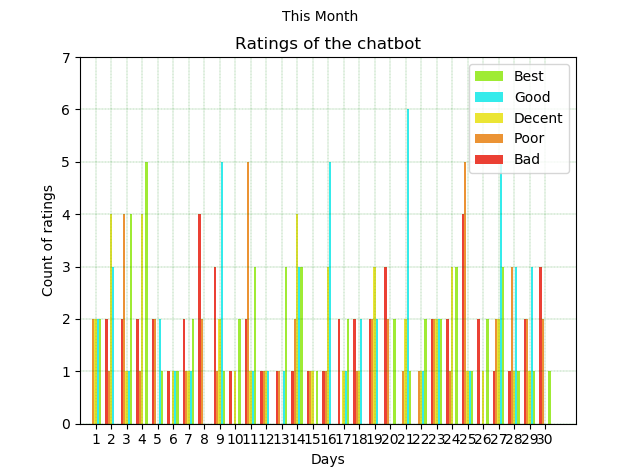 This Month
Ratings of the chatbot
7
6
5
4
3
2
1
0
Count of ratings
Best
Good
Decent
Poor
Bad
1 2 3 4 5 6 7 8 9 10 11 12 13 14 15 16 17 18 19 20 21 22 23 24 25 26 27 28 29 30
Days